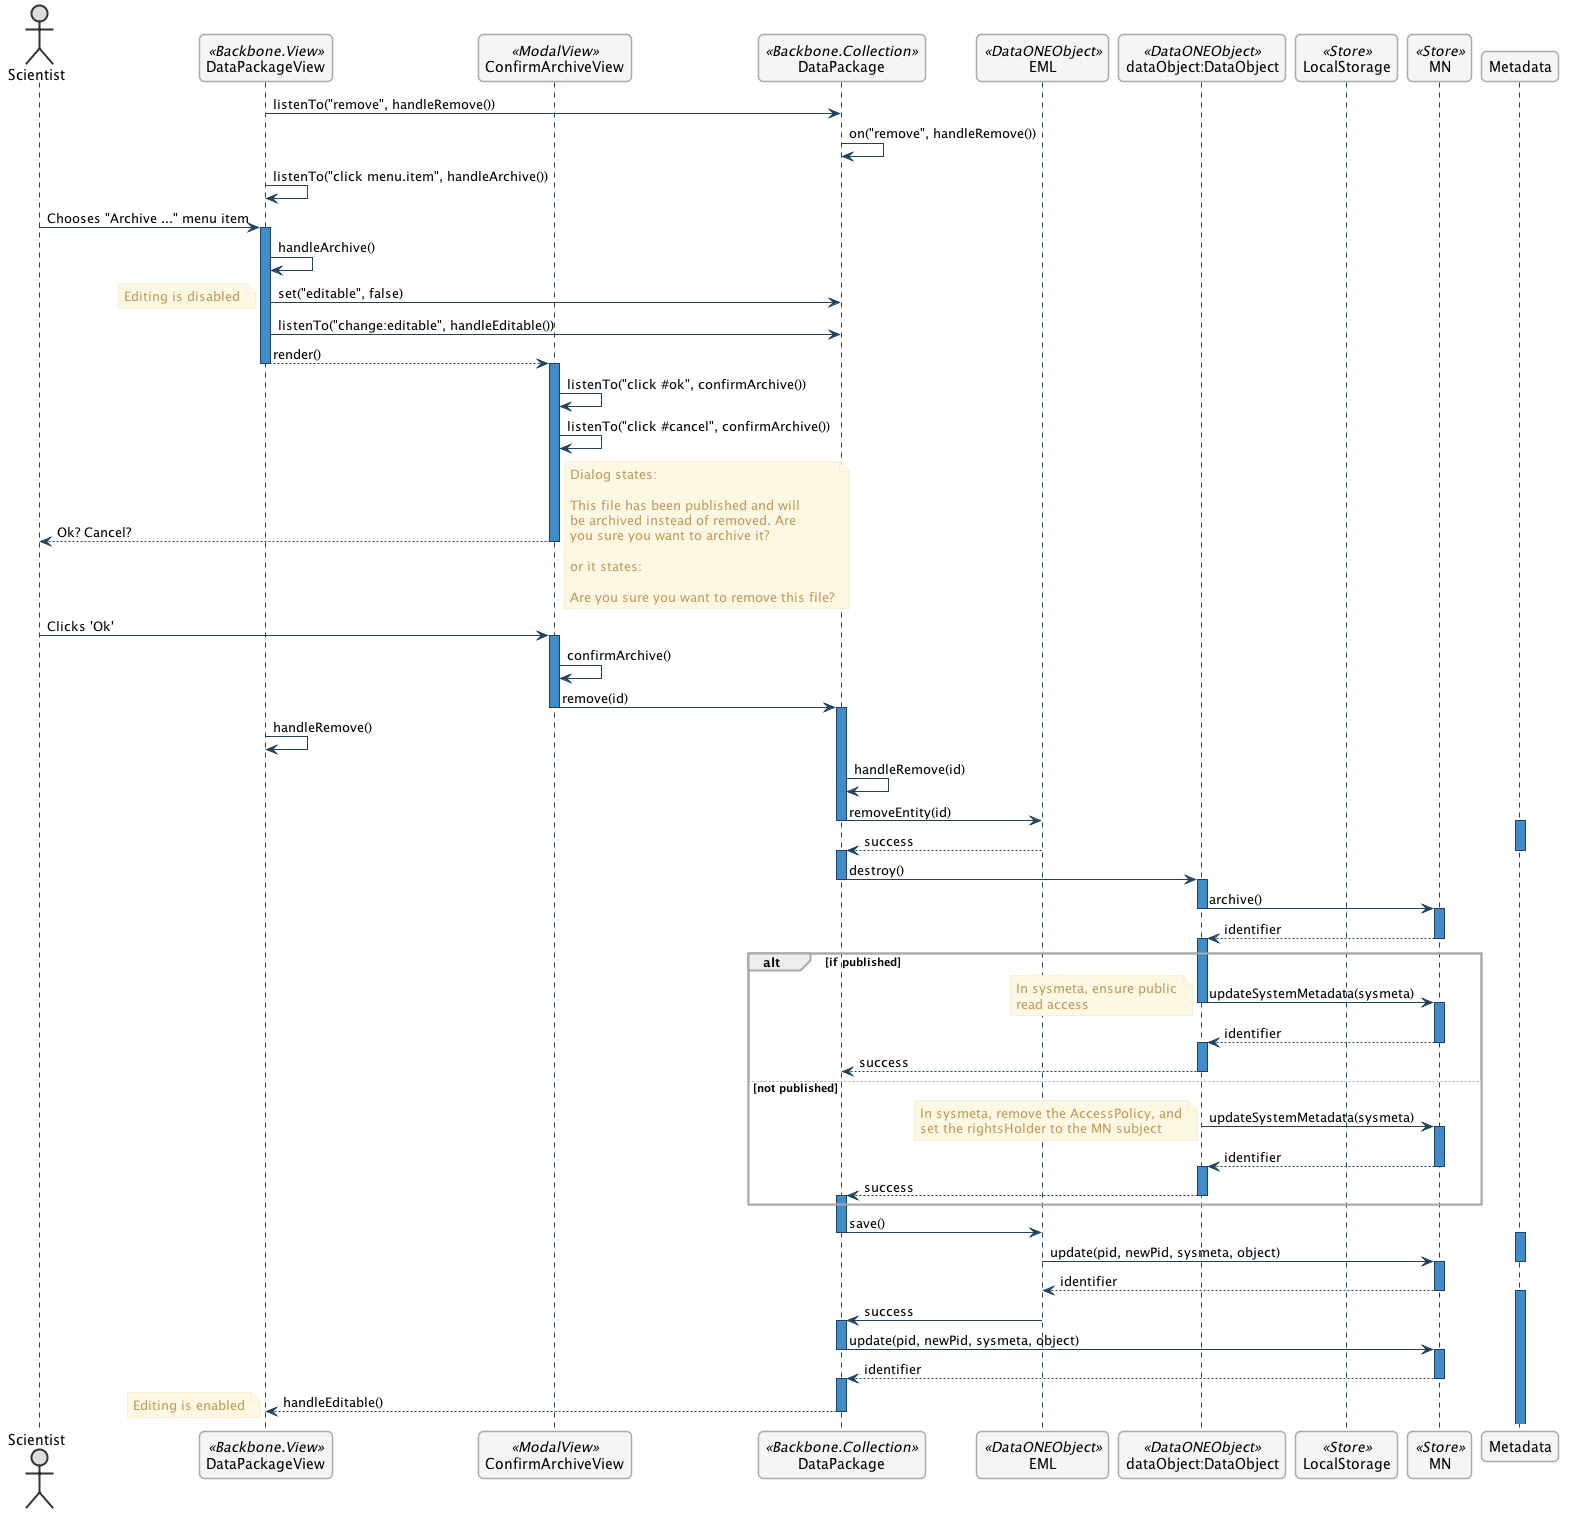 Scientist
«Backbone.View»
DataPackageView
«ModalView»
ConfirmArchiveView
«Backbone.Collection»
DataPackage
«DataONEObject»
EML
«DataONEObject»
dataObject:DataObject
«Store»
LocalStorage
«Store»
MN
Metadata
listenTo("remove", handleRemove())
on("remove", handleRemove())
listenTo("click menu.item", handleArchive())
Chooses "Archive ..." menu item
handleArchive()
Editing is disabled
set("editable", false)
listenTo("change:editable", handleEditable())
render()
listenTo("click #ok", confirmArchive())
listenTo("click #cancel", confirmArchive())
Dialog states:
This file has been published and will
be archived instead of removed. Are
you sure you want to archive it?
or it states:
Are you sure you want to remove this file?
Ok? Cancel?
Clicks 'Ok'
confirmArchive()
remove(id)
handleRemove()
handleRemove(id)
removeEntity(id)
success
destroy()
archive()
identifier
alt
[if published]
In sysmeta, ensure public
read access
updateSystemMetadata(sysmeta)
identifier
success
[not published]
In sysmeta, remove the AccessPolicy, and
set the rightsHolder to the MN subject
updateSystemMetadata(sysmeta)
identifier
success
save()
update(pid, newPid, sysmeta, object)
identifier
success
update(pid, newPid, sysmeta, object)
identifier
Editing is enabled
handleEditable()
Scientist
«Backbone.View»
DataPackageView
«ModalView»
ConfirmArchiveView
«Backbone.Collection»
DataPackage
«DataONEObject»
EML
«DataONEObject»
dataObject:DataObject
«Store»
LocalStorage
«Store»
MN
Metadata